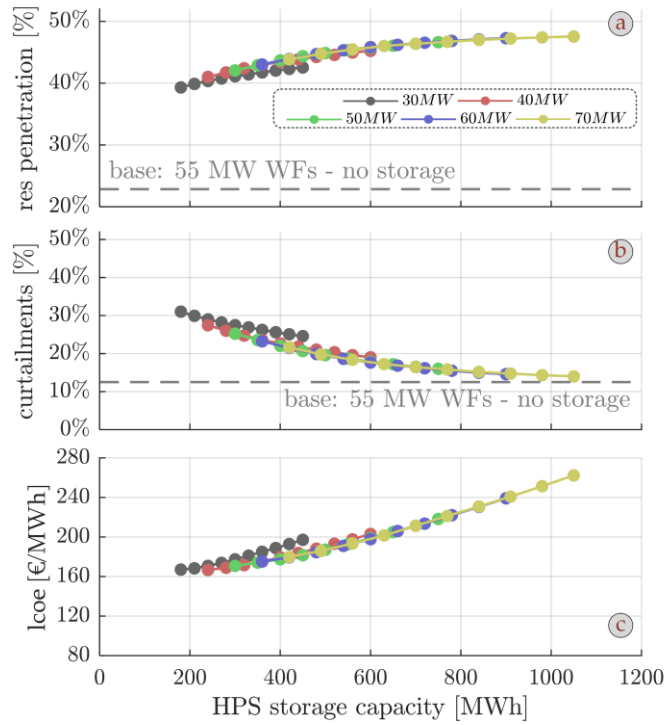 50%
a
40%
30MW 40MW
50MW 60MW 70MW
30%
base: 55 MW WFs - no storage
20%
res penetration [%]
50%
b
40%
30%
20%
10%
base: 55 MW WFs - no storage
0%
curtailments [%]
280
240
200
160
120
c
80
lcoe [€/MWh]
0 200 400 600 800 1000 1200
HPS storage capacity [MWh]